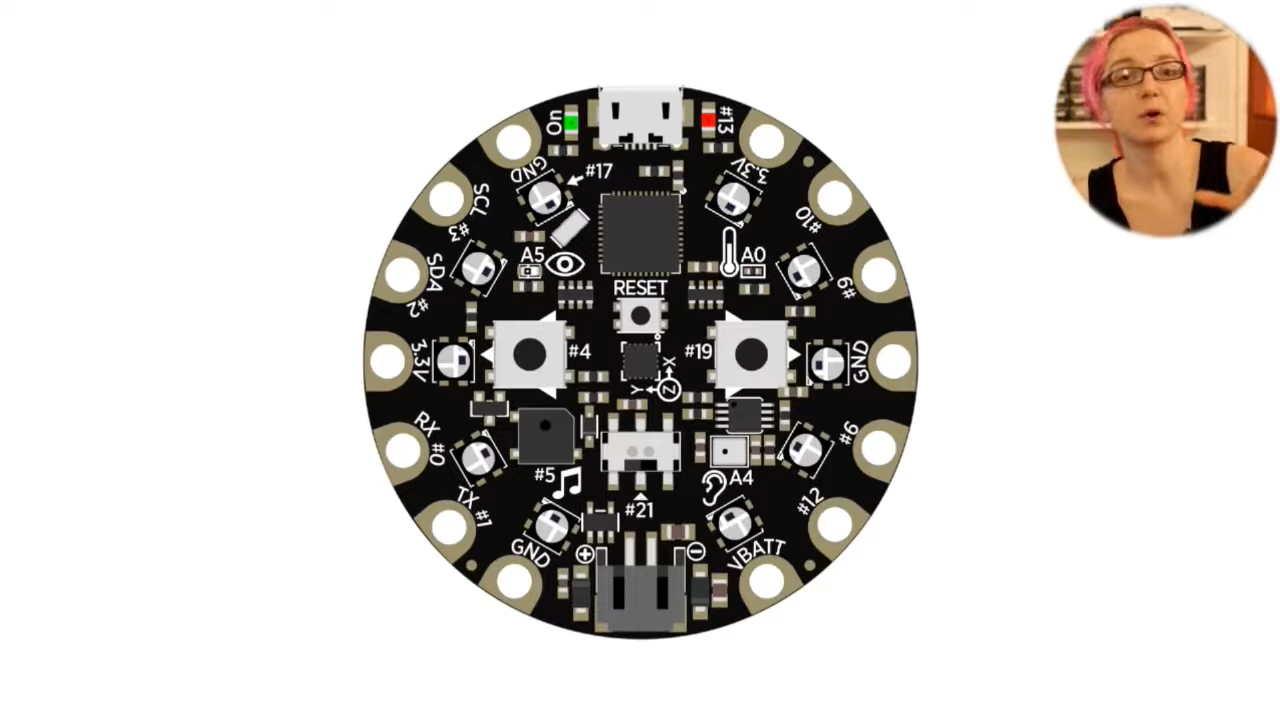 On
#13
GND
#17
3.3V
SCL #3
#10
A5
A0
SDA #2
#9
RESET
3.3V
#4
#19
GND
X
Y
Z
RX #0
#6
#5
A4
TX #1
#12
#21
GND
VBATT